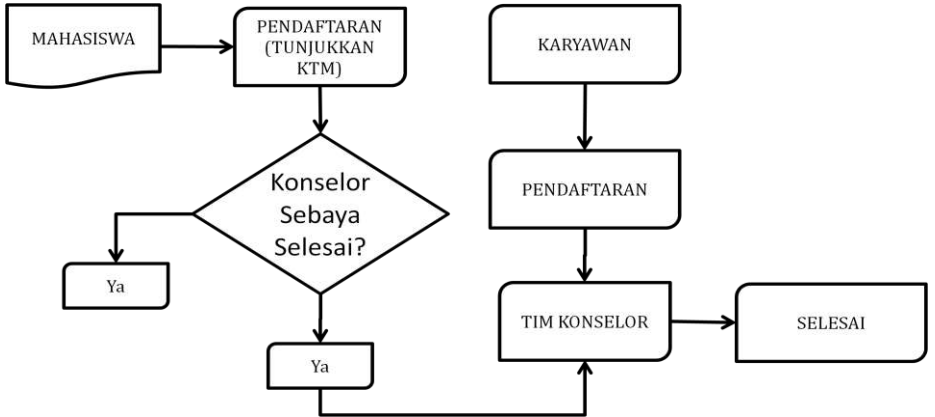 MAHASISWA
PENDAFTARAN
(TUNJUKKAN
KTM)
Konselor
Sebaya
Selesai?
Ya
Ya
KARYAWAN
PENDAFTARAN
TIM KONSELOR
SELESAI